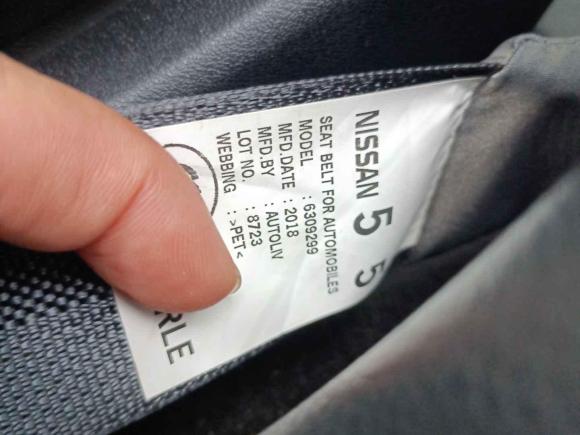 NISSAN 5 5
SEAT BELT FOR AUTOMOBILES
MODEL : 6309299
MFD.DATE : 2018
MFD.BY : AUTOLIV
LOT NO. : 8723
WEBBING : >PET<
RLE